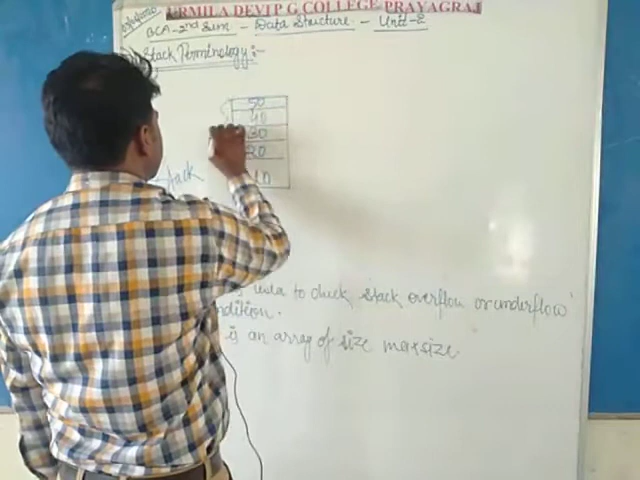 URMILA DEVI P G COLLEGE PRAYAGRAJ
BCA-2nd Sem - Data Structure - Unit-2
Stack Terminology :-
50
40
30
20
10
Stack
to check 'stack overflow or underflow'
condition.
is an array of size maxsize.